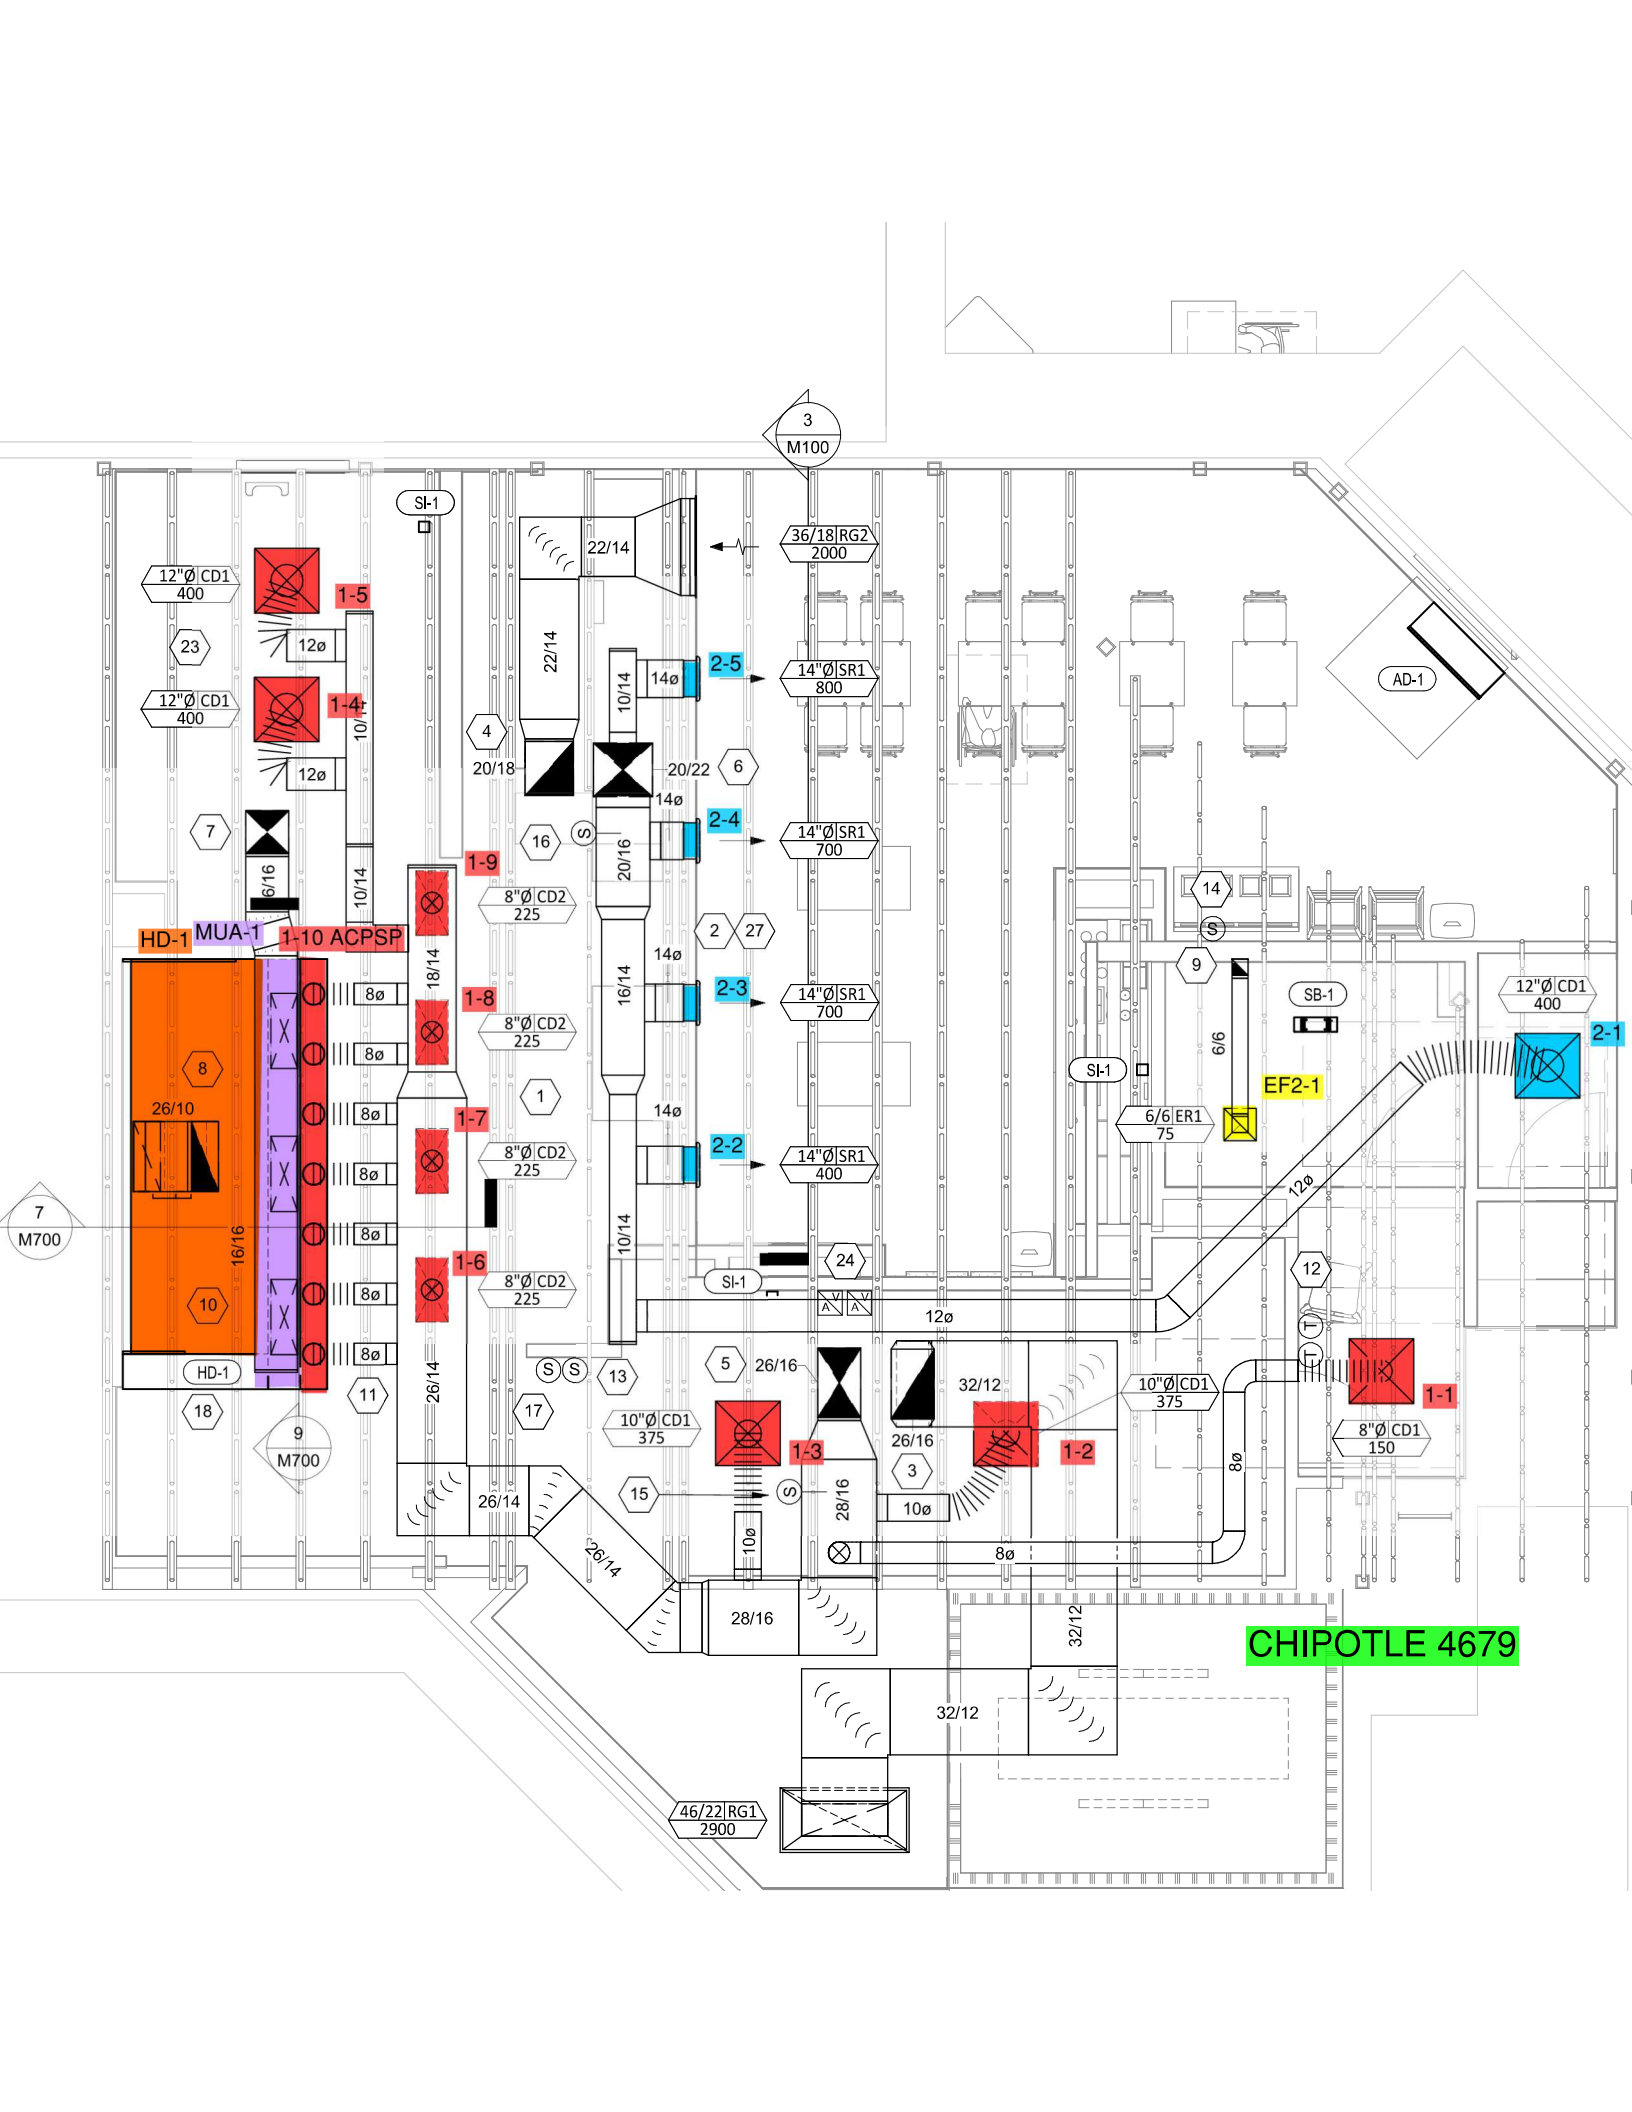 3
M100
SI-1
36/18 RG2
2000
22/14
12"Ø CD1
400
1-5
23
12ø
22/14
2-5
14"Ø SR1
800
14ø
10/14
AD-1
12"Ø CD1
400
1-4
10/14
12ø
4
20/18
20/22
6
14ø
7
16
S
2-4
14"Ø SR1
700
20/16
1-9
6/16
10/14
8"Ø CD2
225
14
S
HD-1
MUA-1
1-10 ACPSP
2
27
14ø
18/14
9
8ø
1-8
16/14
2-3
14"Ø SR1
700
SB-1
12"Ø CD1
400
2-1
8"Ø CD2
225
6/6
8
8ø
SI-1
EF2-1
1
26/10
8ø
1-7
14ø
6/6 ER1
75
8"Ø CD2
225
2-2
14"Ø SR1
400
8ø
12ø
7
M700
16/16
8ø
10/14
1-6
24
12
SI-1
8"Ø CD2
225
10
8ø
V
A
V
A
12ø
T
T
8ø
HD-1
26/14
S
S
13
5
26/16
32/12
10"Ø CD1
375
1-1
11
18
17
10"Ø CD1
375
1-3
26/16
1-2
8"Ø CD1
150
9
M700
3
8ø
15
S
28/16
10ø
26/14
10ø
8ø
26/14
28/16
32/12
CHIPOTLE 4679
32/12
46/22 RG1
2900